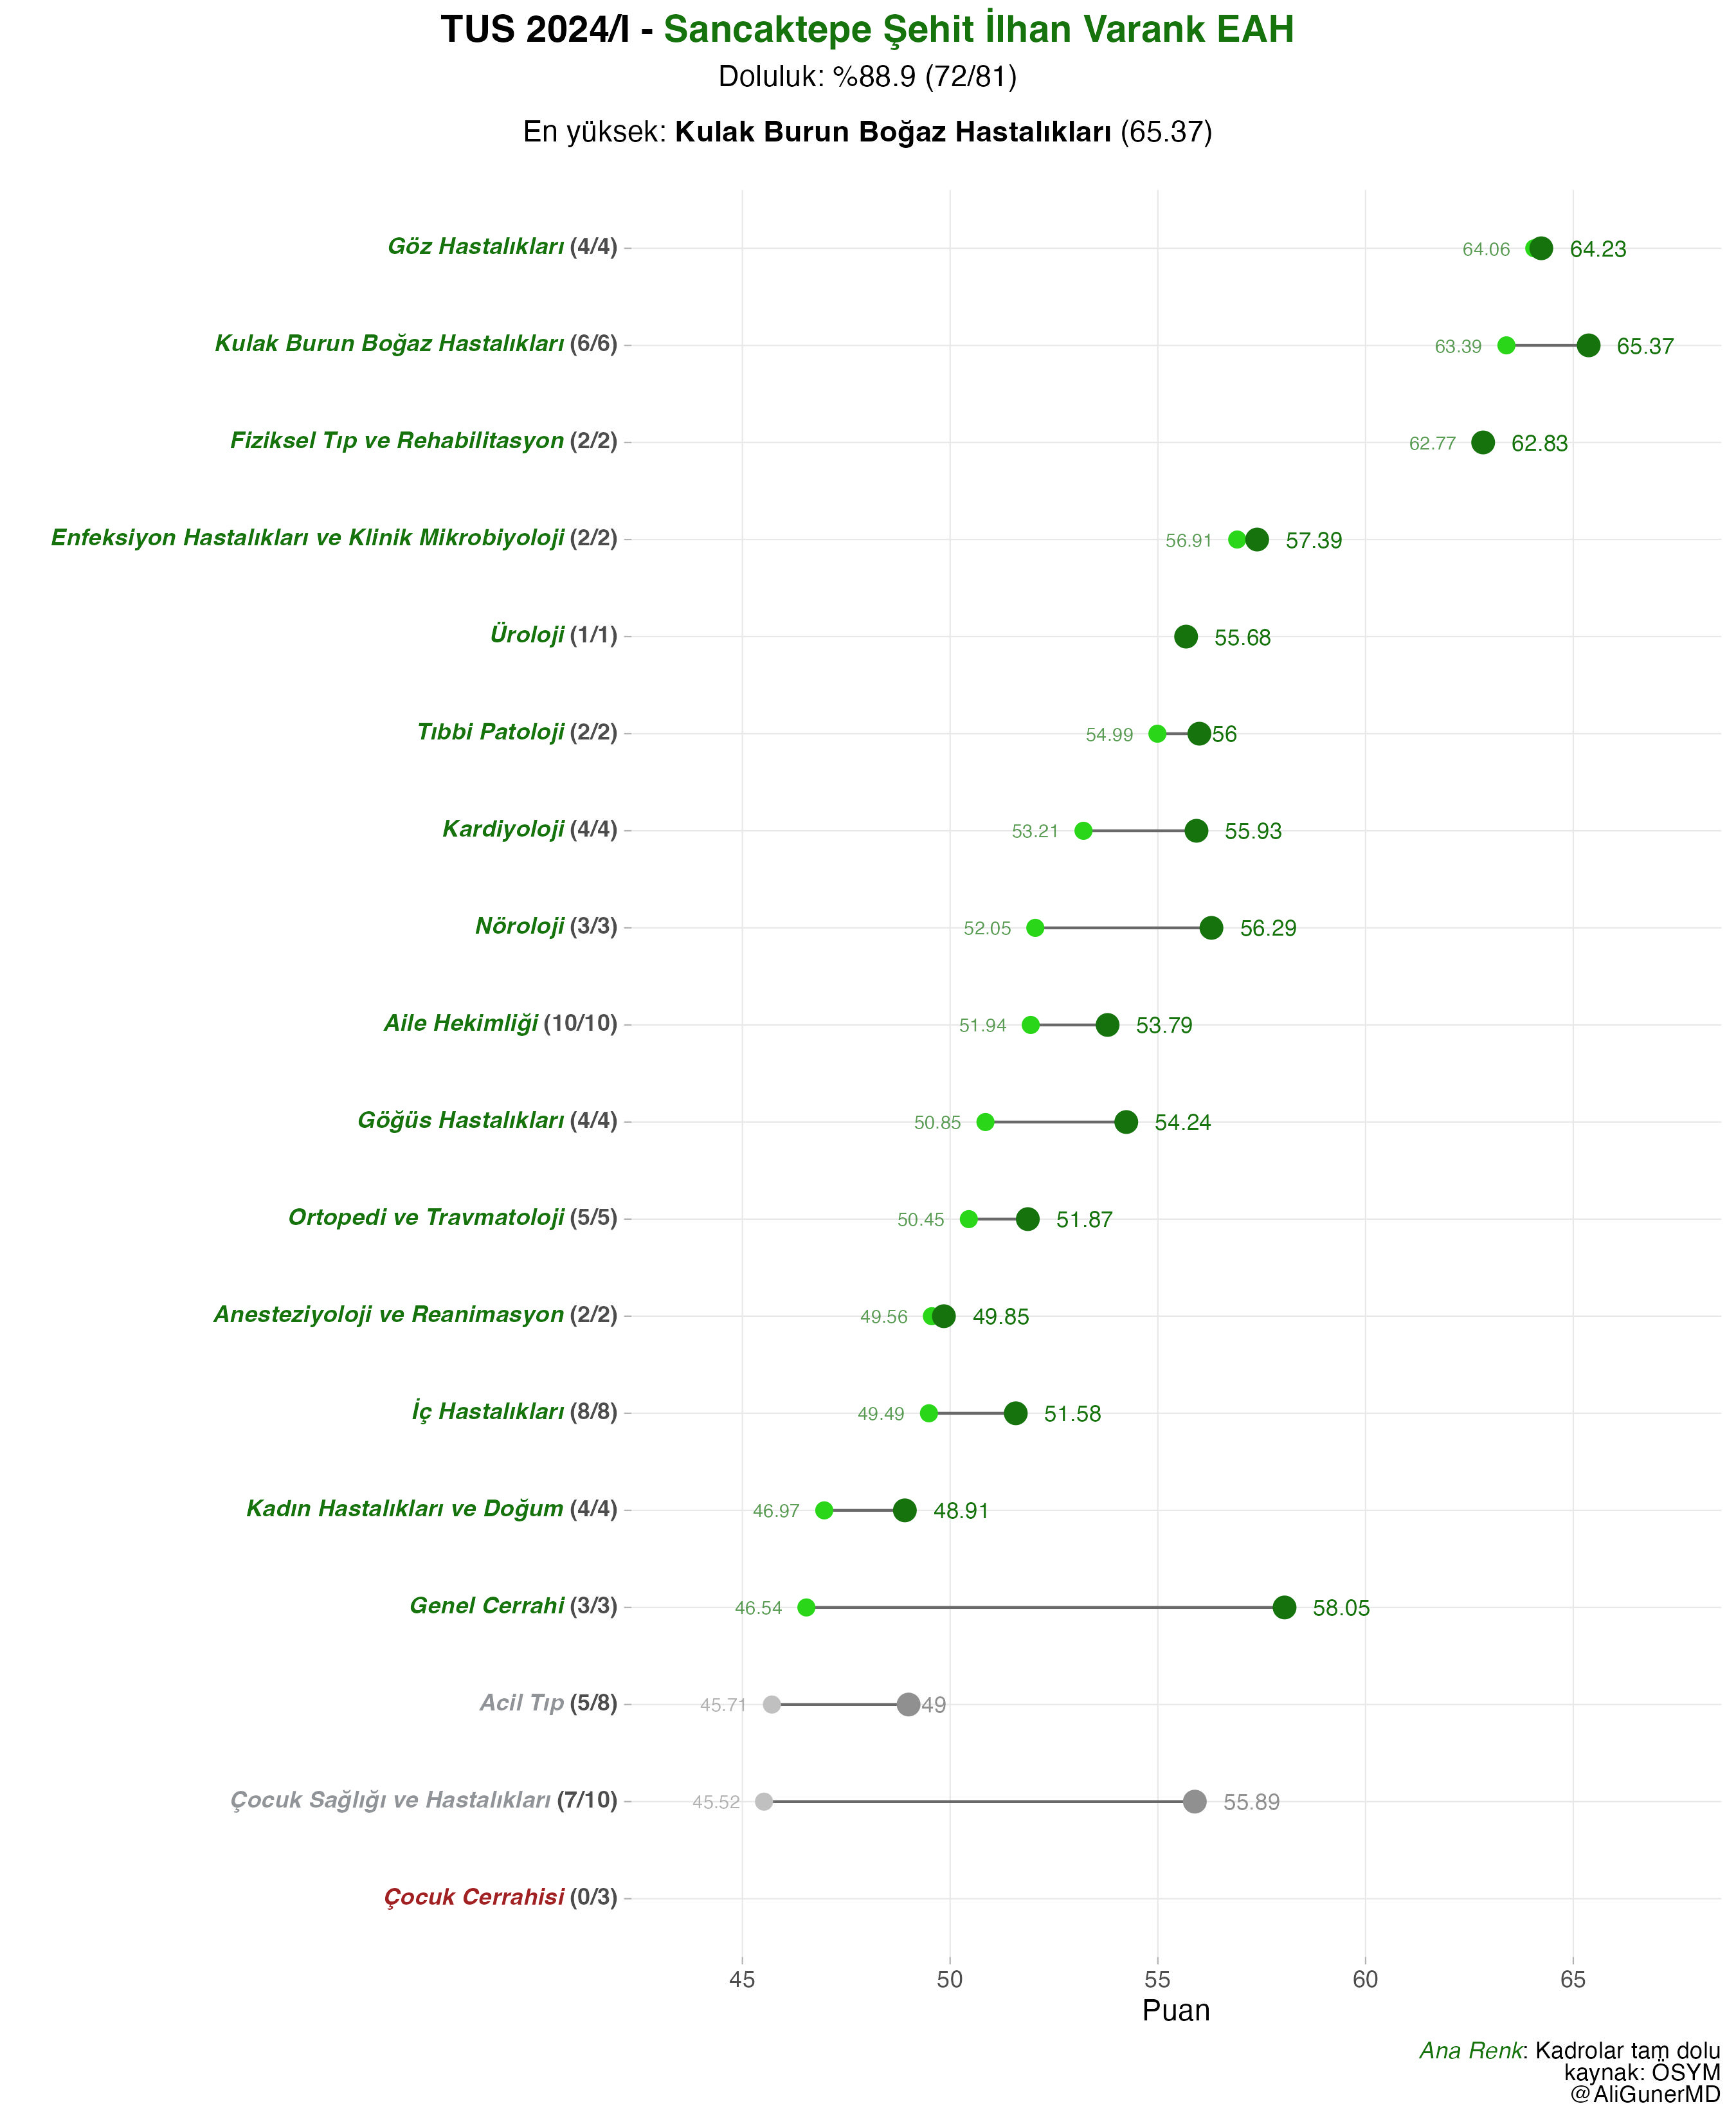 TUS 2024/I - Sancaktepe Şehit İlhan Varank EAH
Doluluk: %88.9 (72/81)
En yüksek: Kulak Burun Boğaz Hastalıkları (65.37)
Göz Hastalıkları (4/4) 64.06 64.23
Kulak Burun Boğaz Hastalıkları (6/6) 63.39 65.37
Fiziksel Tıp ve Rehabilitasyon (2/2) 62.77 62.83
Enfeksiyon Hastalıkları ve Klinik Mikrobiyoloji (2/2) 56.91 57.39
Üroloji (1/1) 55.68
Tıbbi Patoloji (2/2) 54.99 56
Kardiyoloji (4/4) 53.21 55.93
Nöroloji (3/3) 52.05 56.29
Aile Hekimliği (10/10) 51.94 53.79
Göğüs Hastalıkları (4/4) 50.85 54.24
Ortopedi ve Travmatoloji (5/5) 50.45 51.87
Anesteziyoloji ve Reanimasyon (2/2) 49.56 49.85
İç Hastalıkları (8/8) 49.49 51.58
Kadın Hastalıkları ve Doğum (4/4) 46.97 48.91
Genel Cerrahi (3/3) 46.54 58.05
Acil Tıp (5/8) 45.71 49
Çocuk Sağlığı ve Hastalıkları (7/10) 45.52 55.89
Çocuk Cerrahisi (0/3)
45 50 55 60 65
Puan
Ana Renk: Kadrolar tam dolu
kaynak: ÖSYM
@AliGunerMD